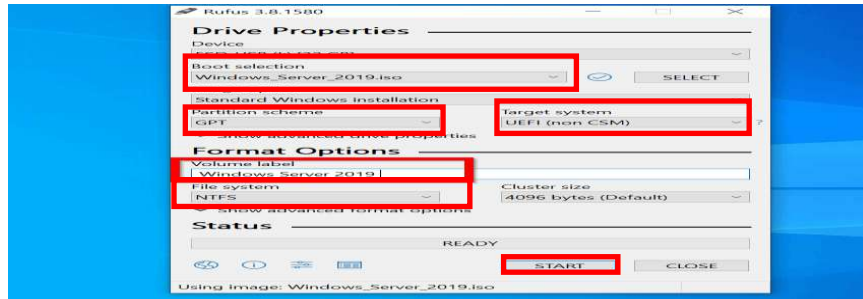 Rufus 3.8.1580
Drive Properties
Device
Boot selection
Windows_Server_2019.iso
SELECT
Standard Windows installation
Partition scheme
Target system
GPT
UEFI (non CSM)
?
Show advanced drive properties
Format Options
Volume label
Windows Server 2019
File system
Cluster size
NTFS
4096 bytes (Default)
Show advanced format options
Status
READY
START
CLOSE
Using image: Windows_Server_2019.iso